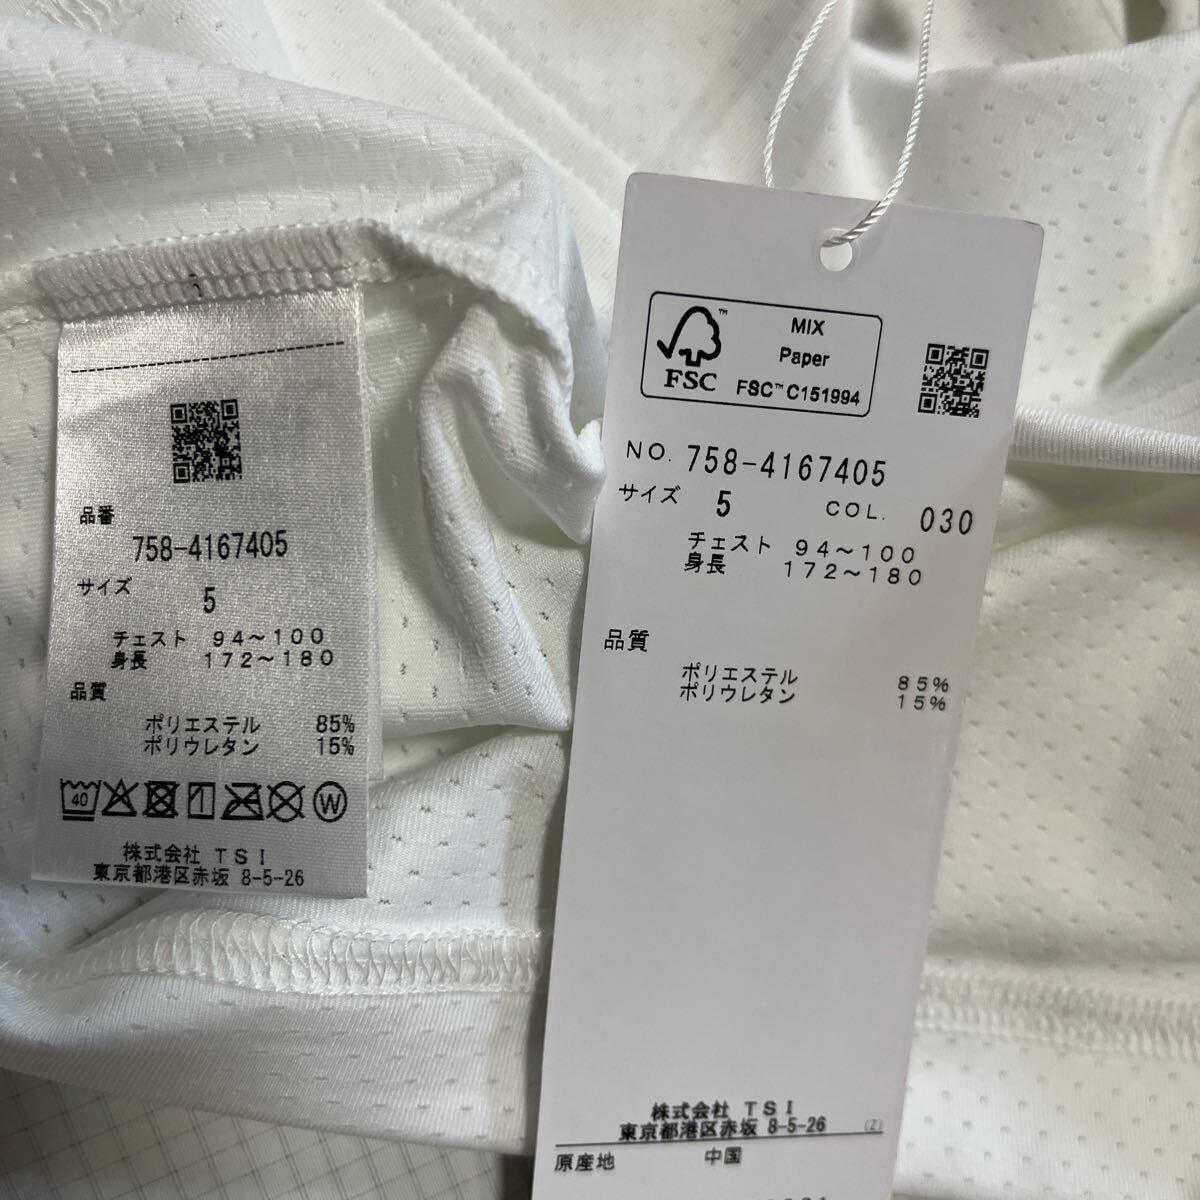 品番
758-4167405
サイズ 5
チェスト 94～100
身長 172～180
品質
ポリエステル 85%
ポリウレタン 15%
40
W
株式会社 TSI
東京都港区赤坂 8-5-26
FSC™
MIX
Paper
FSC™ C151994
NO. 758-4167405
サイズ 5 COL. 030
チェスト 94～100
身長 172～180
品質
ポリエステル 85%
ポリウレタン 15%
株式会社 TSI
東京都港区赤坂 8-5-26 (Z)
原産地 中国